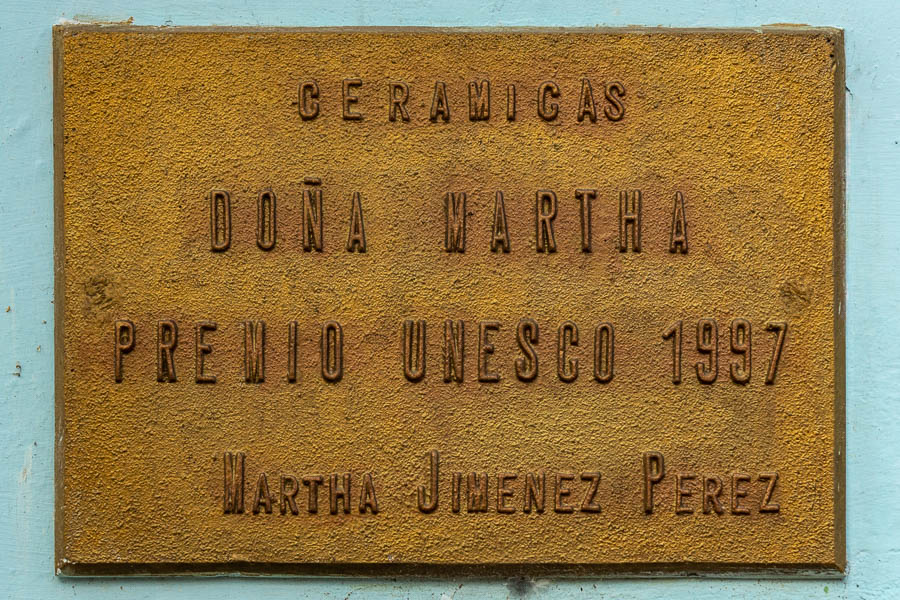 CERAMICAS
DOÑA MARTHA
PREMIO UNESCO 1997
MARTHA JIMENEZ PEREZ